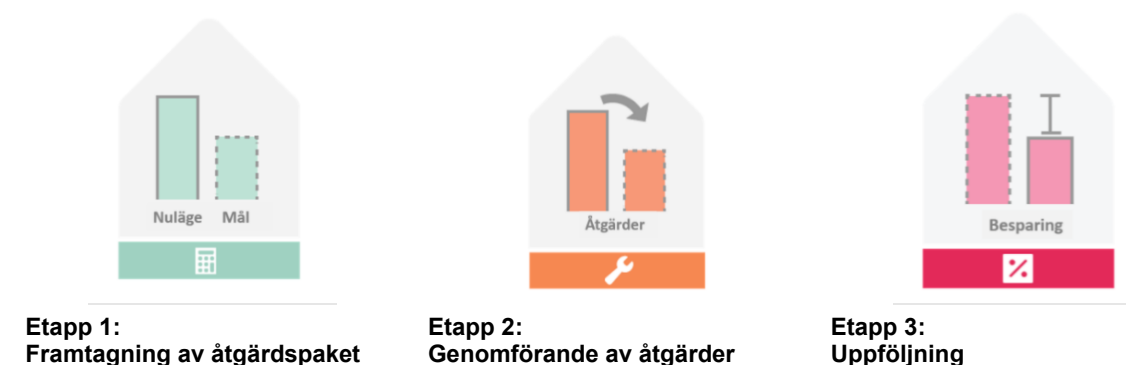 Nuläge Mål
Åtgärder
Besparing
Etapp 1:
Framtagning av åtgärdspaket
Etapp 2:
Genomförande av åtgärder
Etapp 3:
Uppföljning